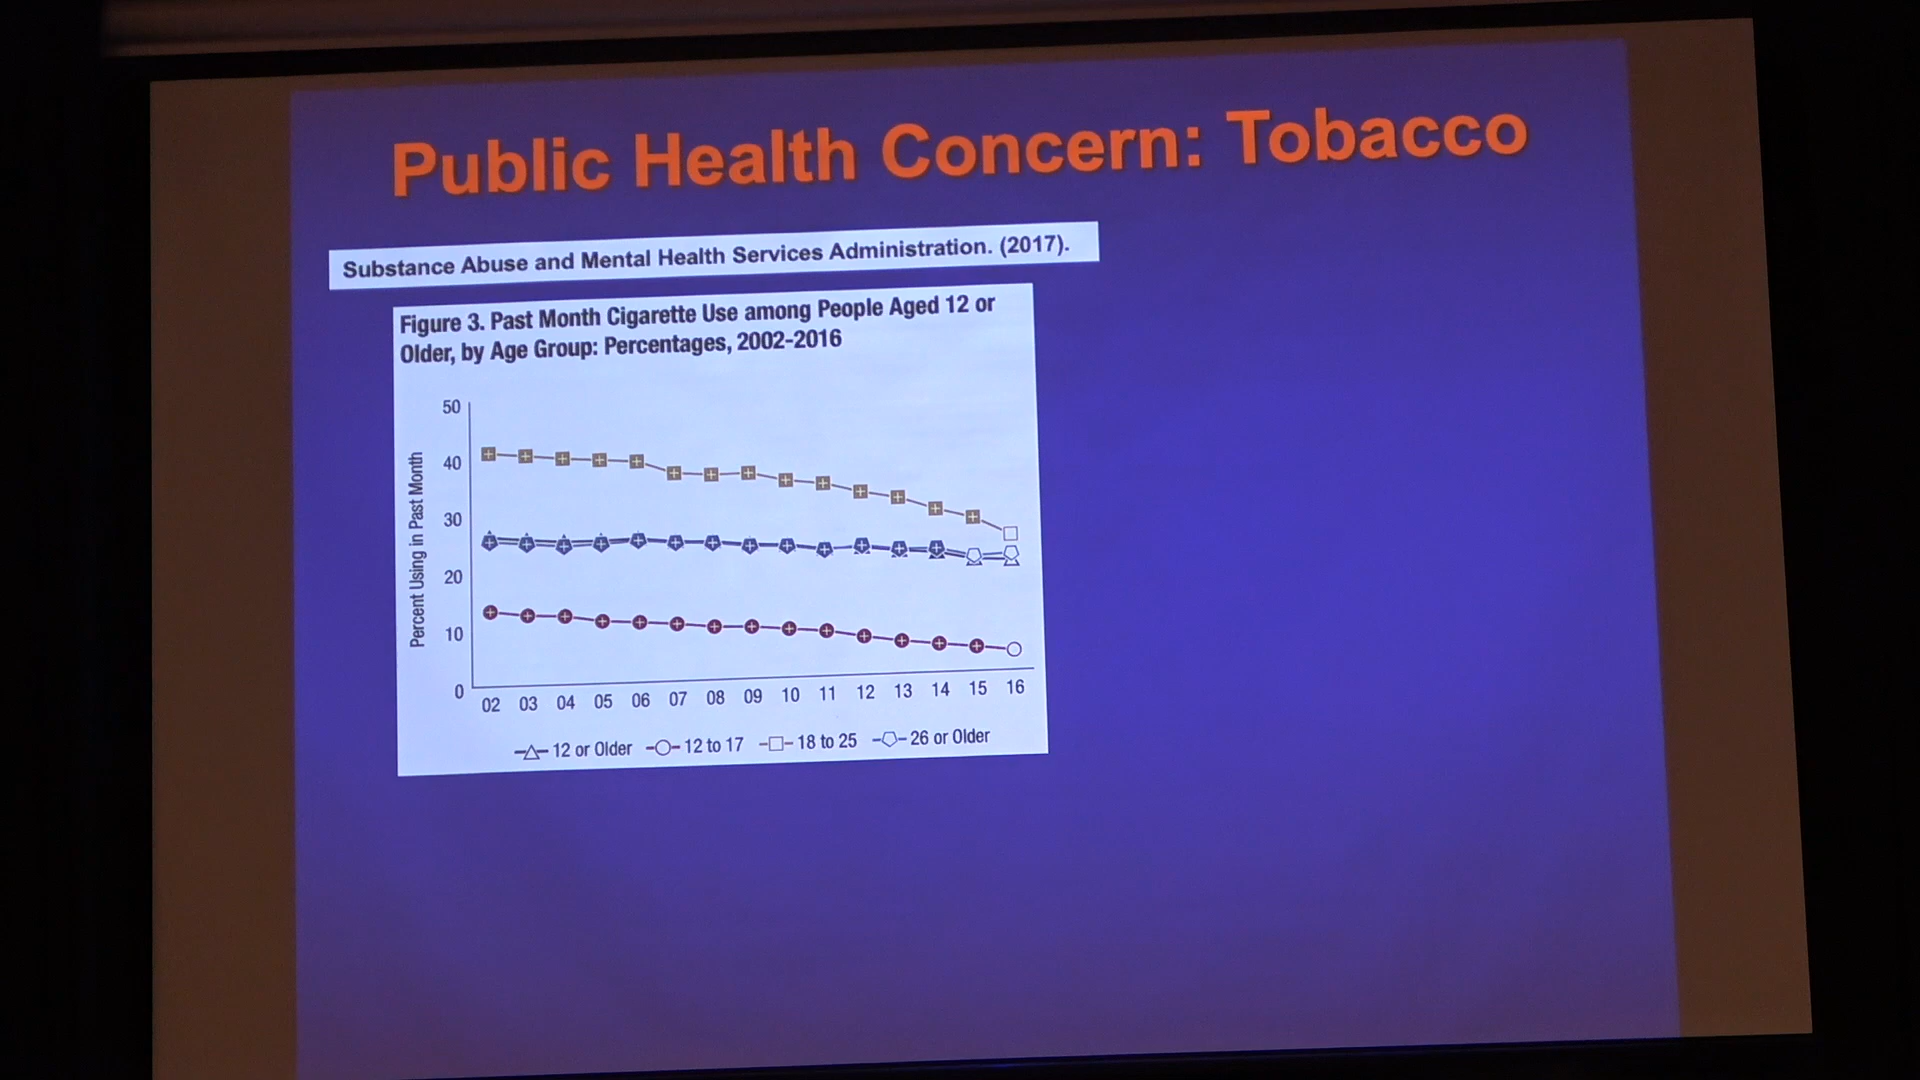 Public Health Concern: Tobacco
Substance Abuse and Mental Health Services Administration. (2017).
Figure 3. Past Month Cigarette Use among People Aged 12 or
Older, by Age Group: Percentages, 2002-2016
Percent Using in Past Month
50
40
30
20
10
0
02 03 04 05 06 07 08 09 10 11 12 13 14 15 16
12 or Older 12 to 17 18 to 25 26 or Older